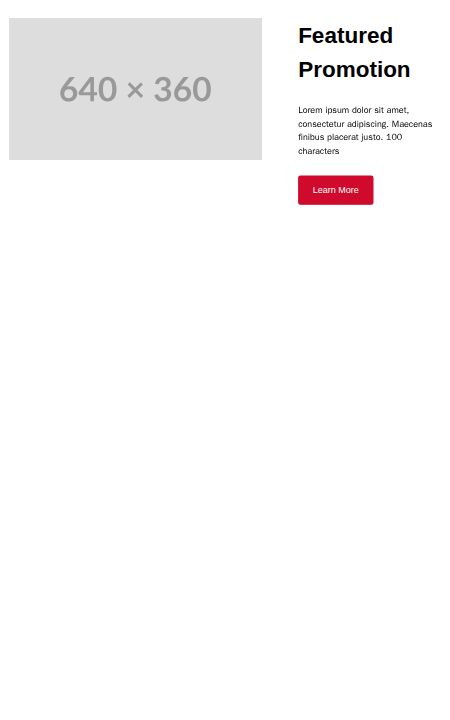 640 × 360
Featured
Promotion
Lorem ipsum dolor sit amet,
consectetur adipiscing. Maecenas
finibus placerat justo. 100
characters
Learn More